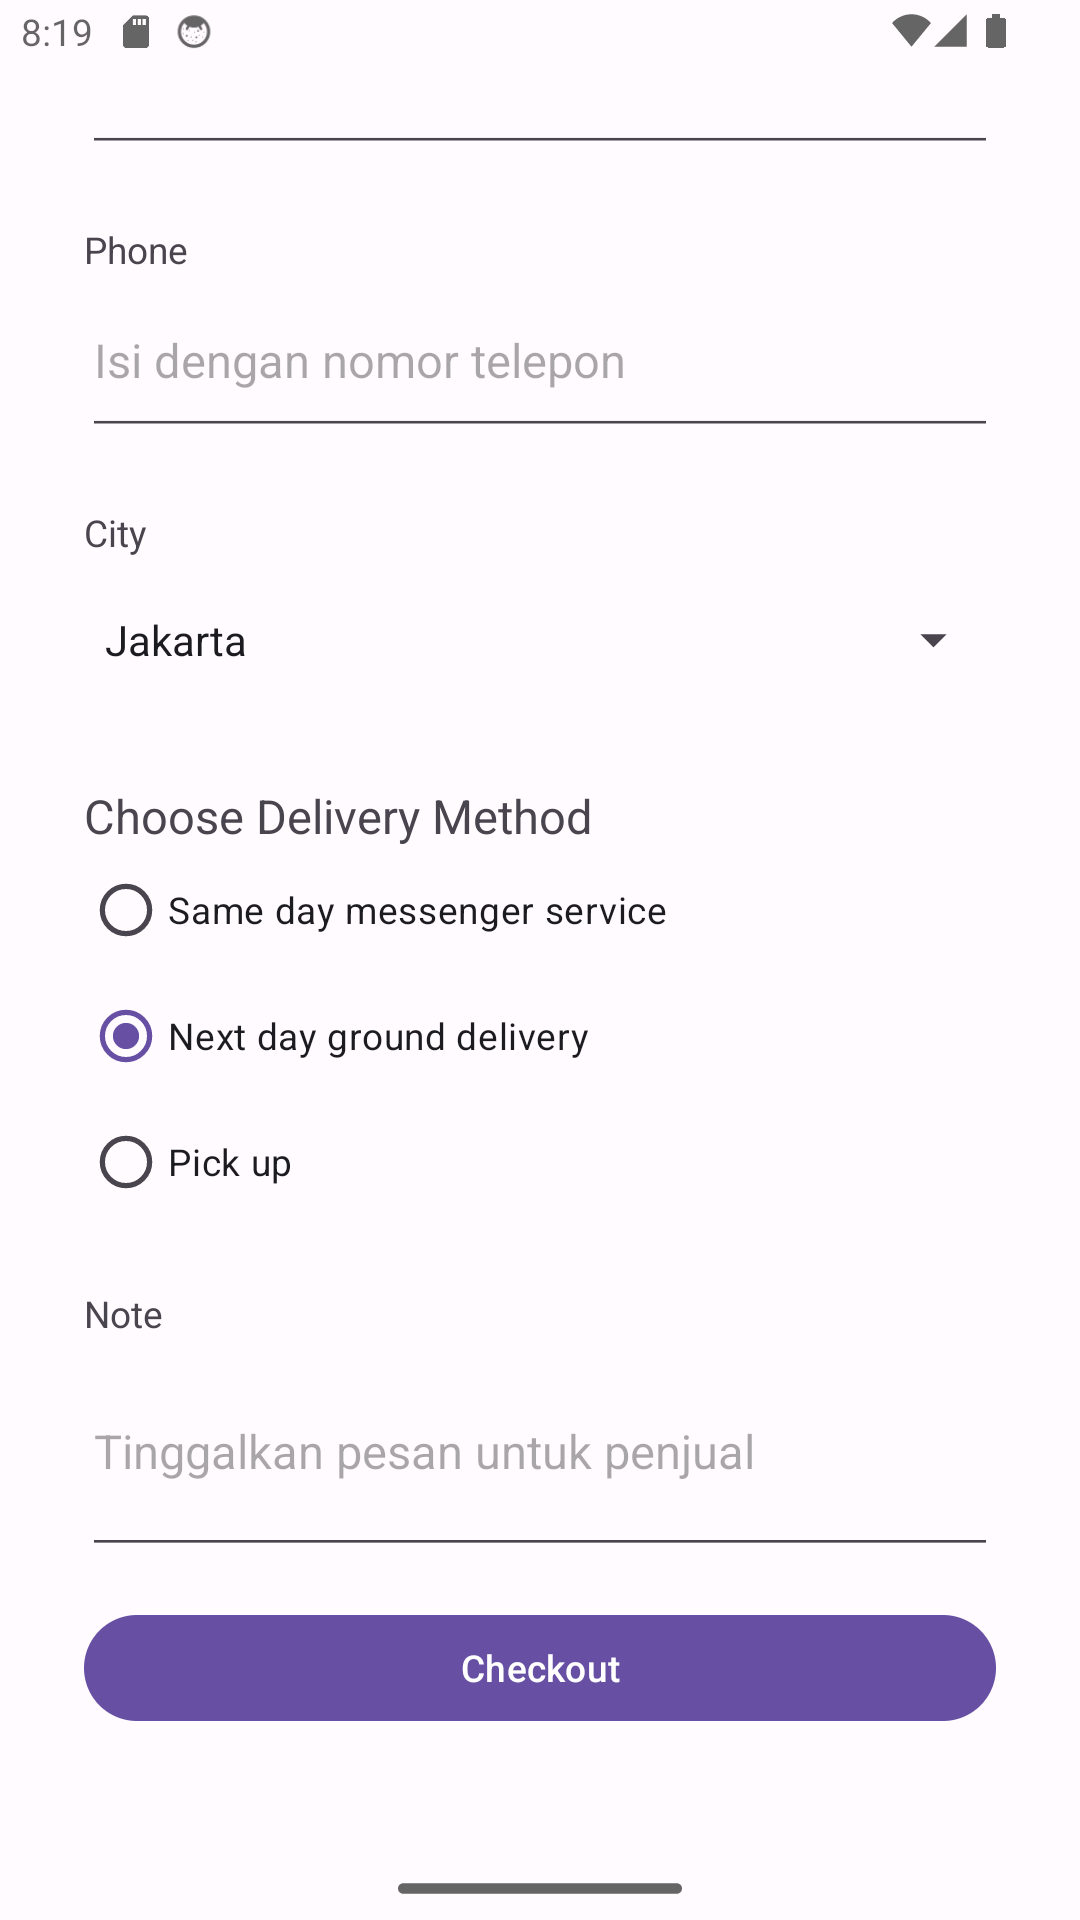 8:19
Phone
Isi dengan nomor telepon
City
Jakarta
Choose Delivery Method
Same day messenger service
Next day ground delivery
Pick up
Note
Tinggalkan pesan untuk penjual
Checkout